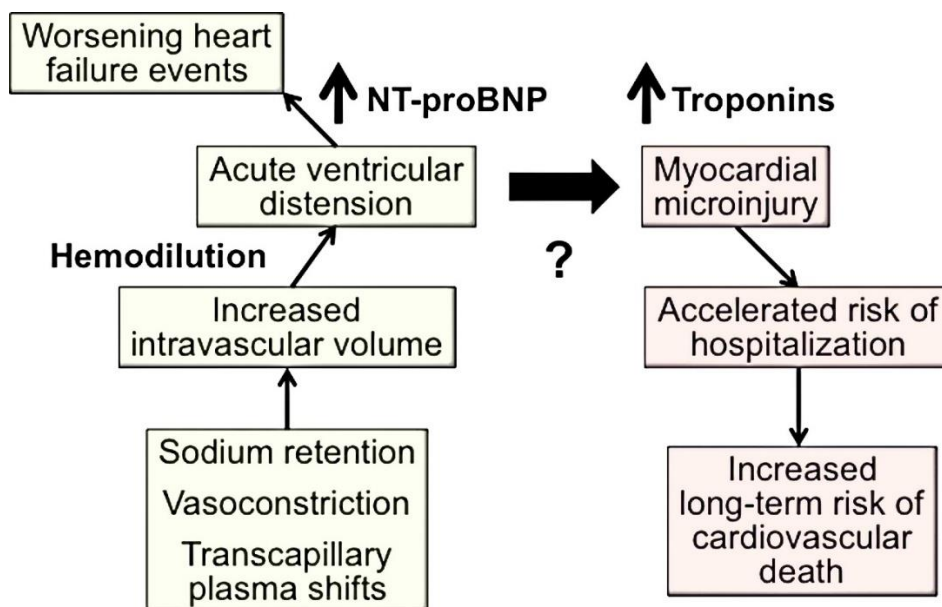 Worsening heart
failure events
NT-proBNP
Troponins
Acute ventricular
distension
Myocardial
microinjury
Hemodilution
?
Increased
intravascular volume
Accelerated risk of
hospitalization
Sodium retention
Vasoconstriction
Transcapillary
plasma shifts
Increased
long-term risk of
cardiovascular
death